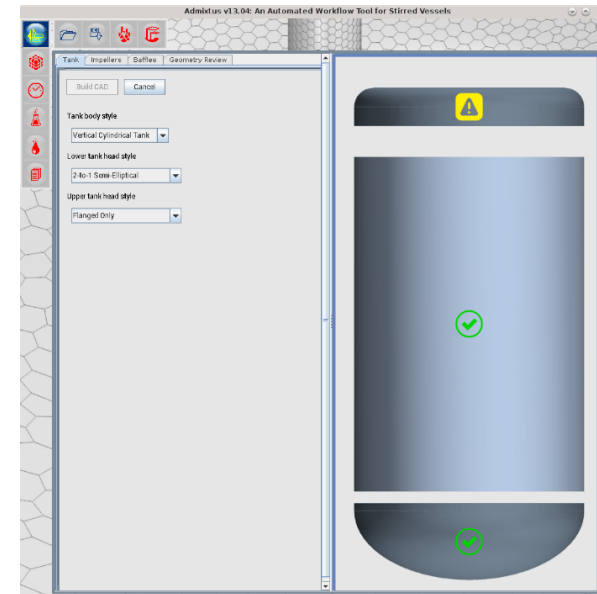 Admixtus v13.04: An Automated Workflow Tool for Stirred Vessels
Tank Impellers Baffles Geometry Review
Build CAD Cancel
Tank body style
Vertical Cylindrical Tank
Lower tank head style
2-to-1 Semi-Elliptical
Upper tank head style
Flanged Only